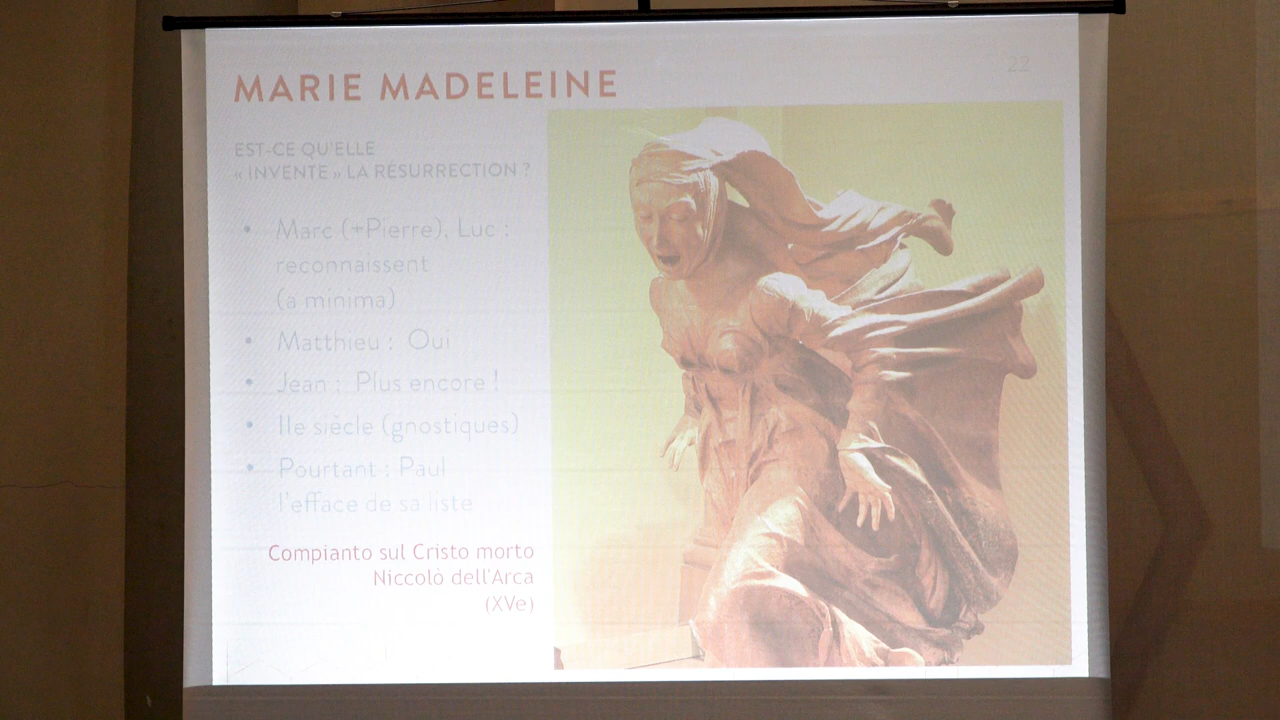 22
MARIE MADELEINE
EST-CE QU'ELLE
« INVENTE » LA RÉSURRECTION ?
• Marc (+Pierre), Luc :
reconnaissent
(a minima)
• Matthieu : Oui
• Jean : Plus encore !
• IIe siècle (gnostiques)
• Pourtant : Paul
l'efface de sa liste
Compianto sul Cristo morto
Niccolò dell'Arca
(XVe)